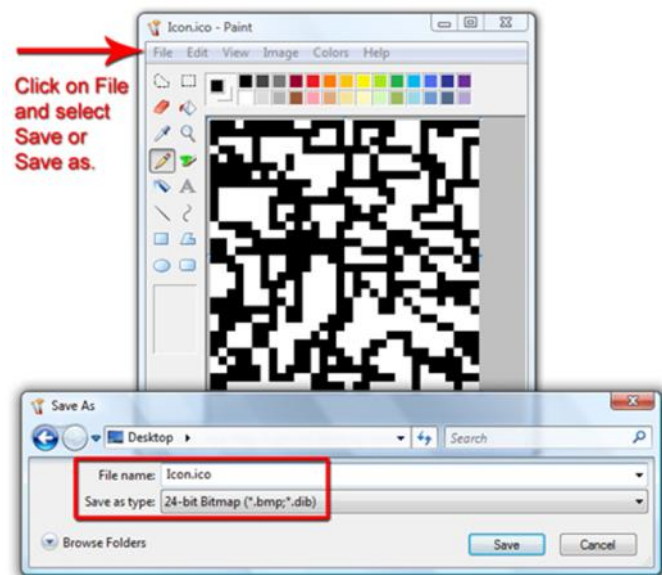 Icon.ico - Paint
File Edit View Image Colors Help
Click on File
and select
Save or
Save as.
A
Save As
Desktop
Search
File name: Icon.ico
Save as type: 24-bit Bitmap (*.bmp;*.dib)
Browse Folders
Save Cancel